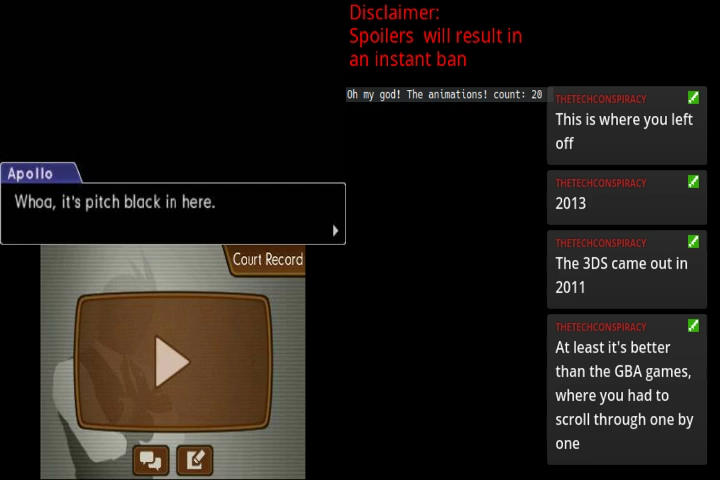 Disclaimer:
Spoilers will result in
an instant ban
Oh my god! The animations! count: 20
Apollo
Whoa, it's pitch black in here.
Court Record
THETECHCONSPIRACY
This is where you left
off
THETECHCONSPIRACY
2013
THETECHCONSPIRACY
The 3DS came out in
2011
THETECHCONSPIRACY
At least it's better
than the GBA games,
where you had to
scroll through one by
one